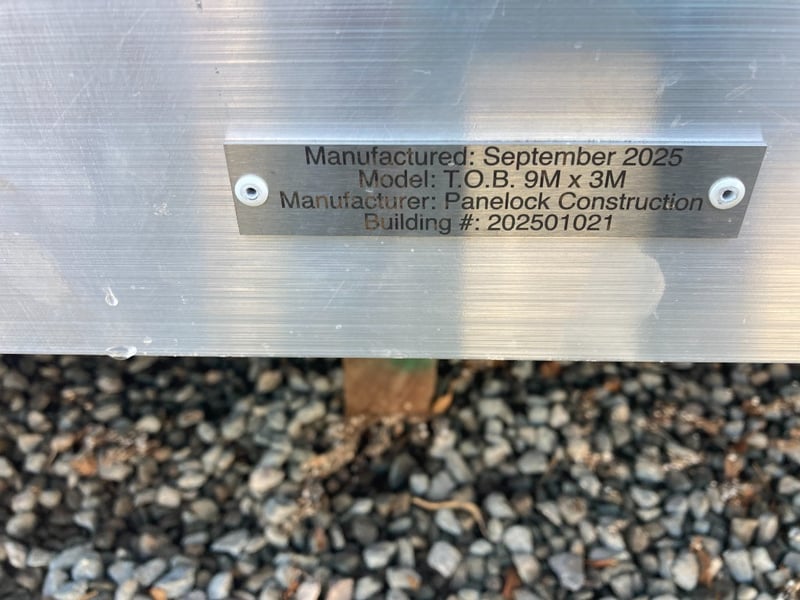 Manufactured: September 2025
Model: T.O.B. 9M x 3M
Manufacturer: Panelock Construction
Building #: 202501021